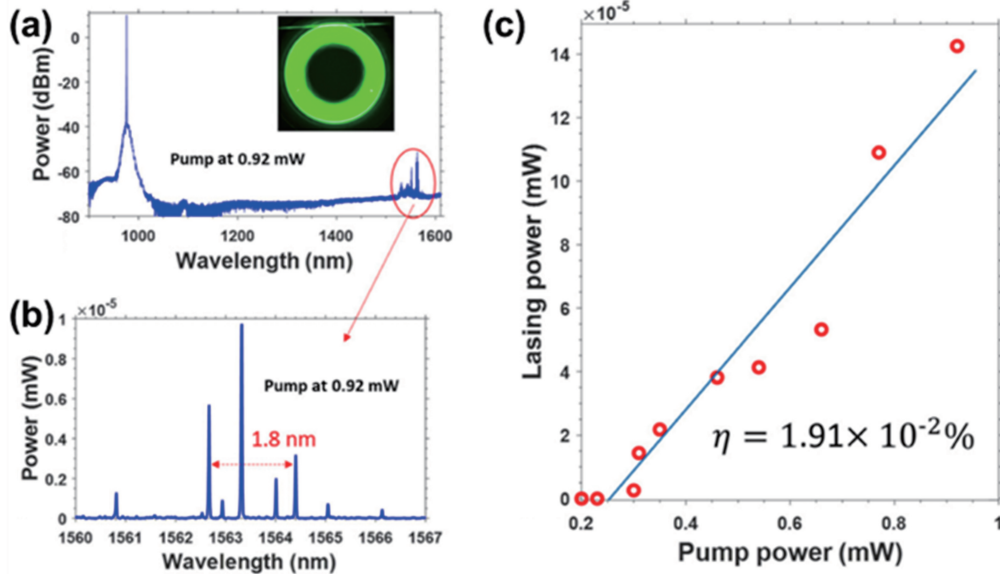 (a)
0
-20
-40
-60
-80
Power (dBm)
Pump at 0.92 mW
1000 1200 1400 1600
Wavelength (nm)
(b)
×10-5
1
0.8
0.6
0.4
0.2
0
Power (mW)
Pump at 0.92 mW
1.8 nm
1560 1561 1562 1563 1564 1565 1566 1567
Wavelength (nm)
(c)
×10-5
14
12
10
8
6
4
2
0
Lasing power (mW)
η = 1.91× 10-2%
0.2 0.4 0.6 0.8 1
Pump power (mW)